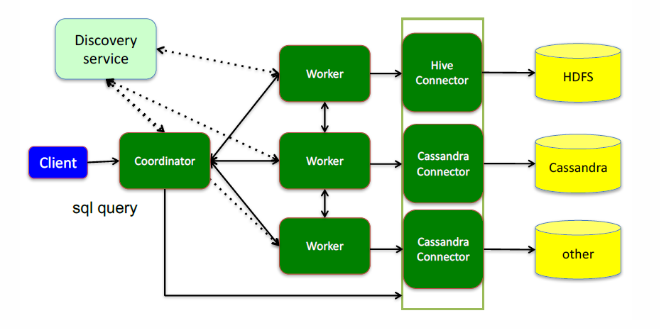 Discovery
service
Worker
Hive
Connector
HDFS
Client
Coordinator
Worker
Cassandra
Connector
Cassandra
sql query
Worker
Cassandra
Connector
other